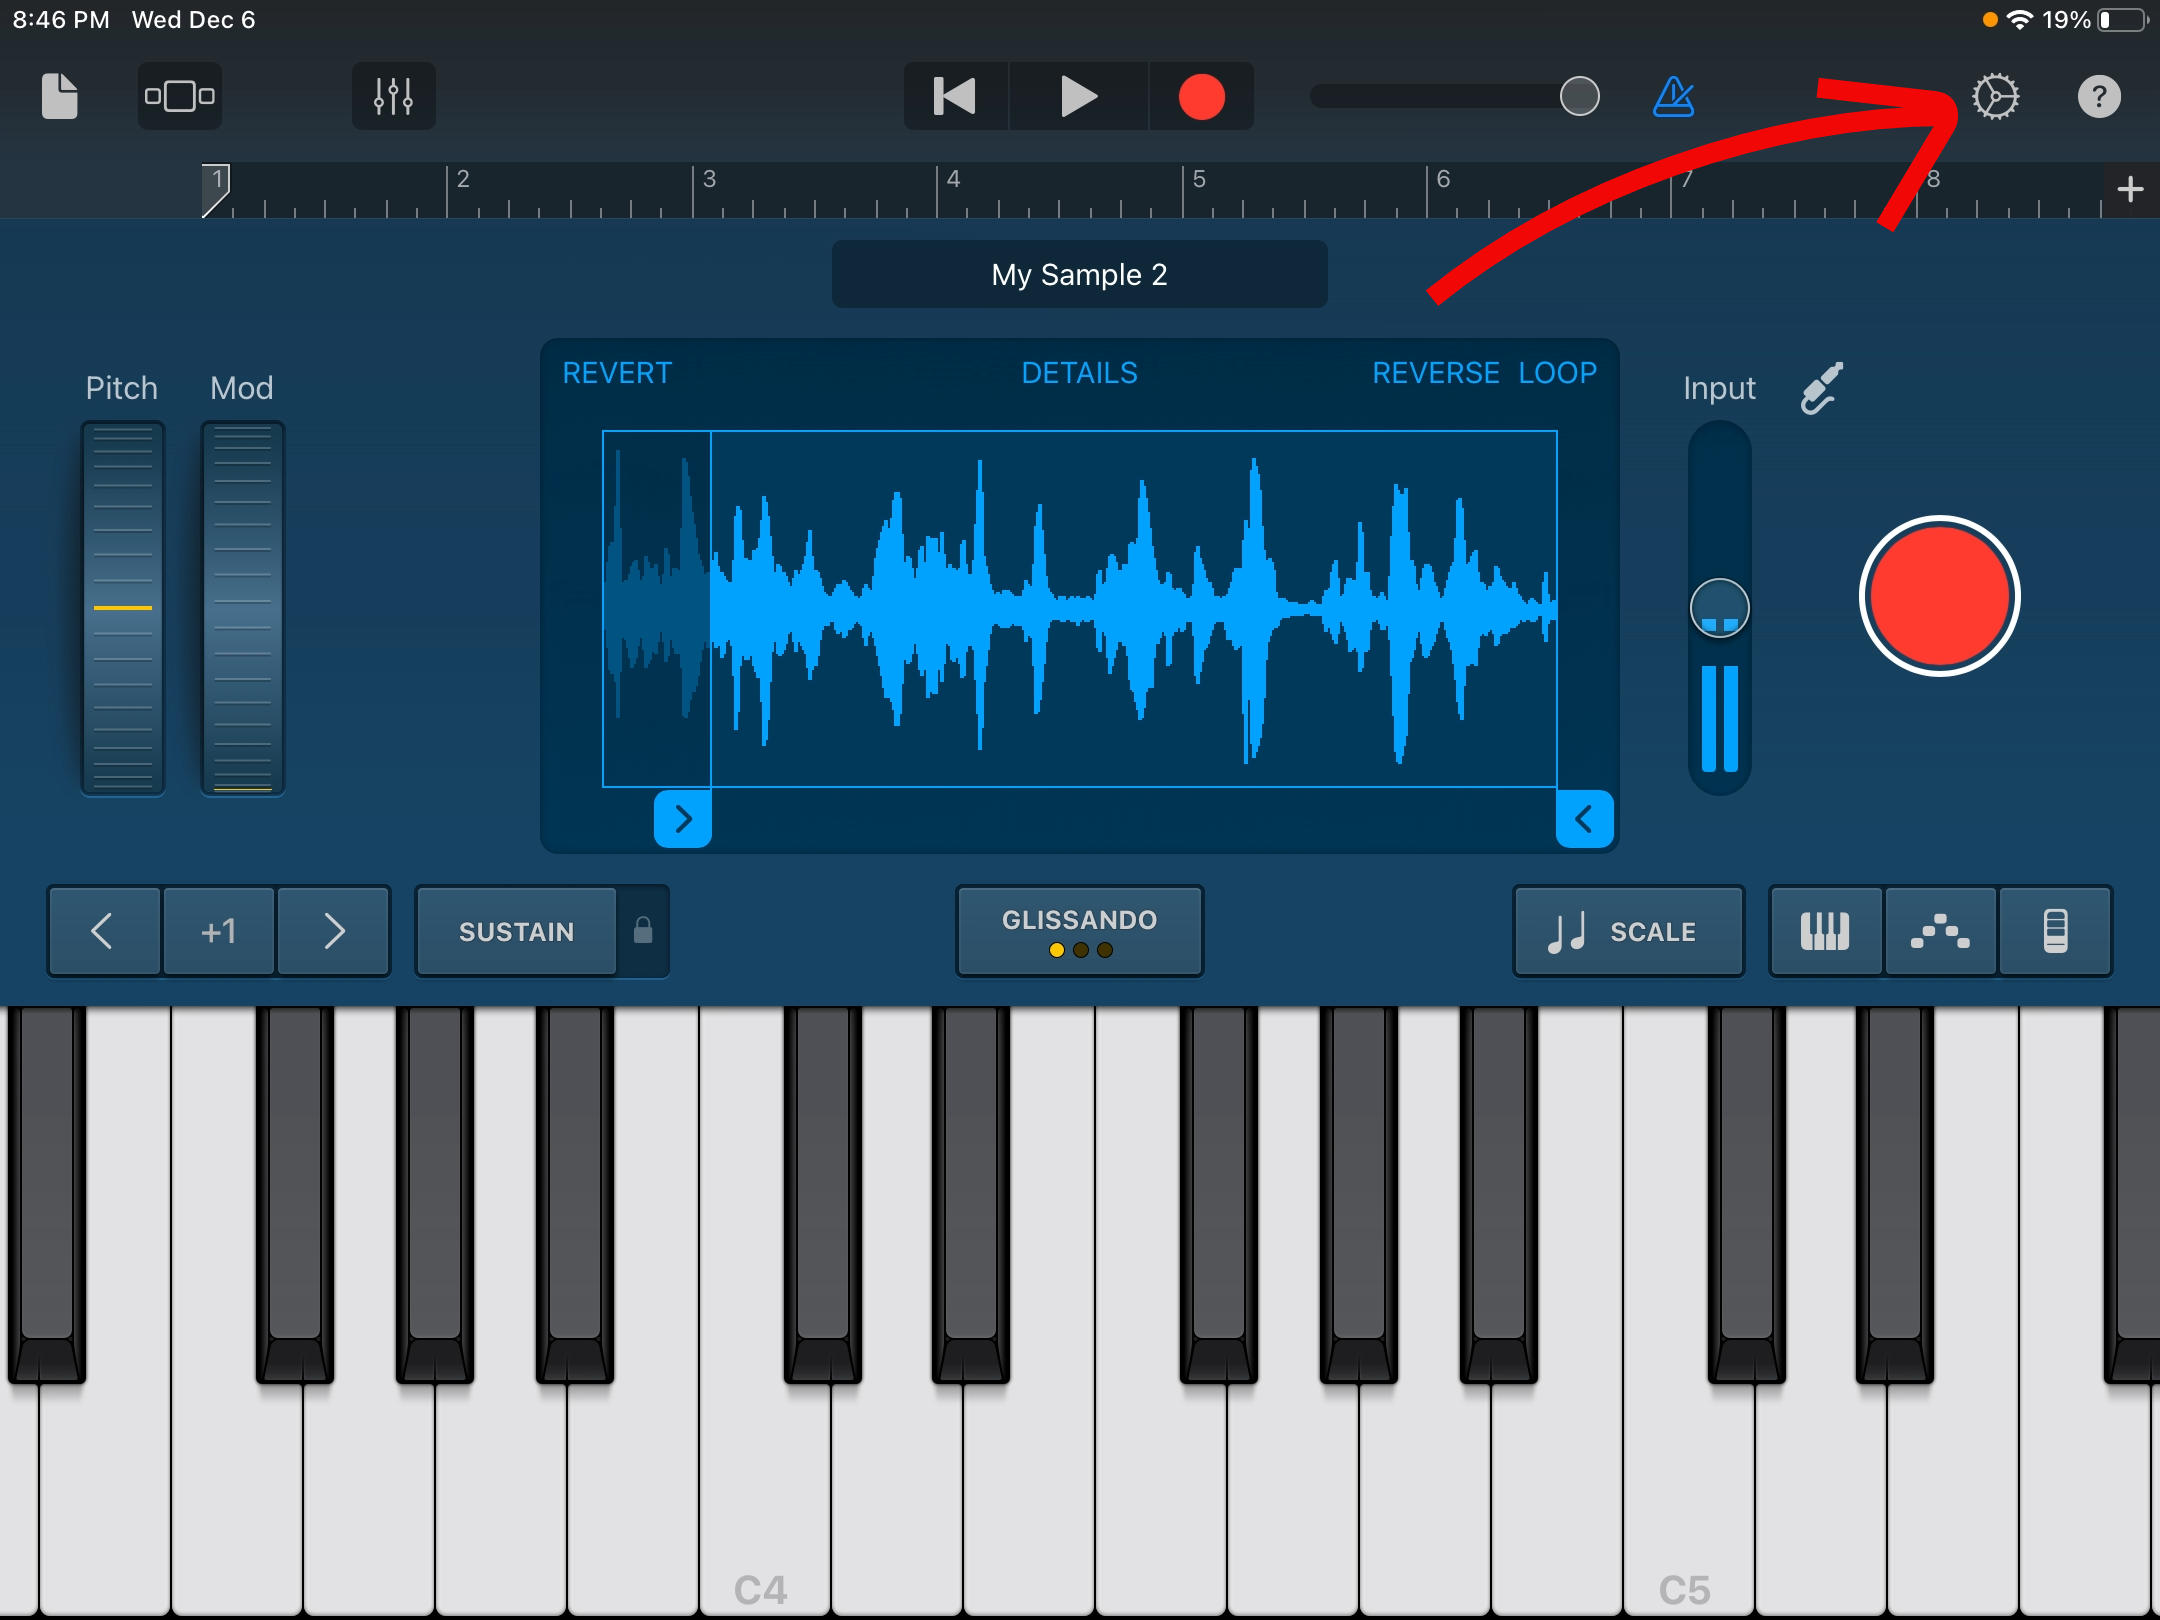 8:46 PM Wed Dec 6
19%
?
1 2 3 4 5 6 7 8 +
My Sample 2
REVERT DETAILS REVERSE LOOP
Pitch Mod
Input
+1
SUSTAIN
GLISSANDO
SCALE
C4 C5